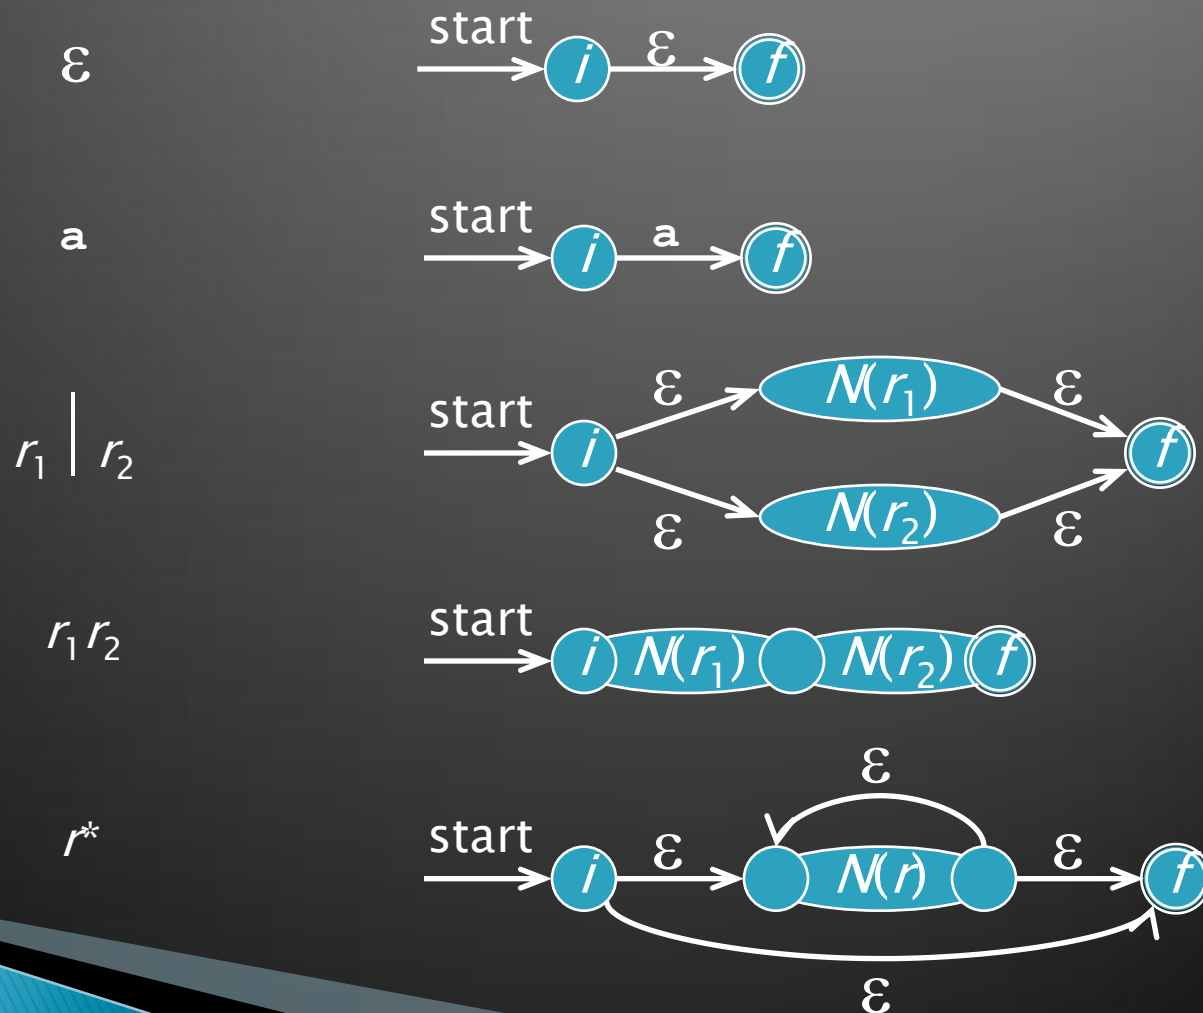 start
ε i ε f
start
a i a f
ε N(r₁) ε
start
r₁ | r₂ i f
ε N(r₂) ε
start
r₁r₂ i N(r₁) N(r₂) f
ε
start
r* i ε N(r) ε f
ε